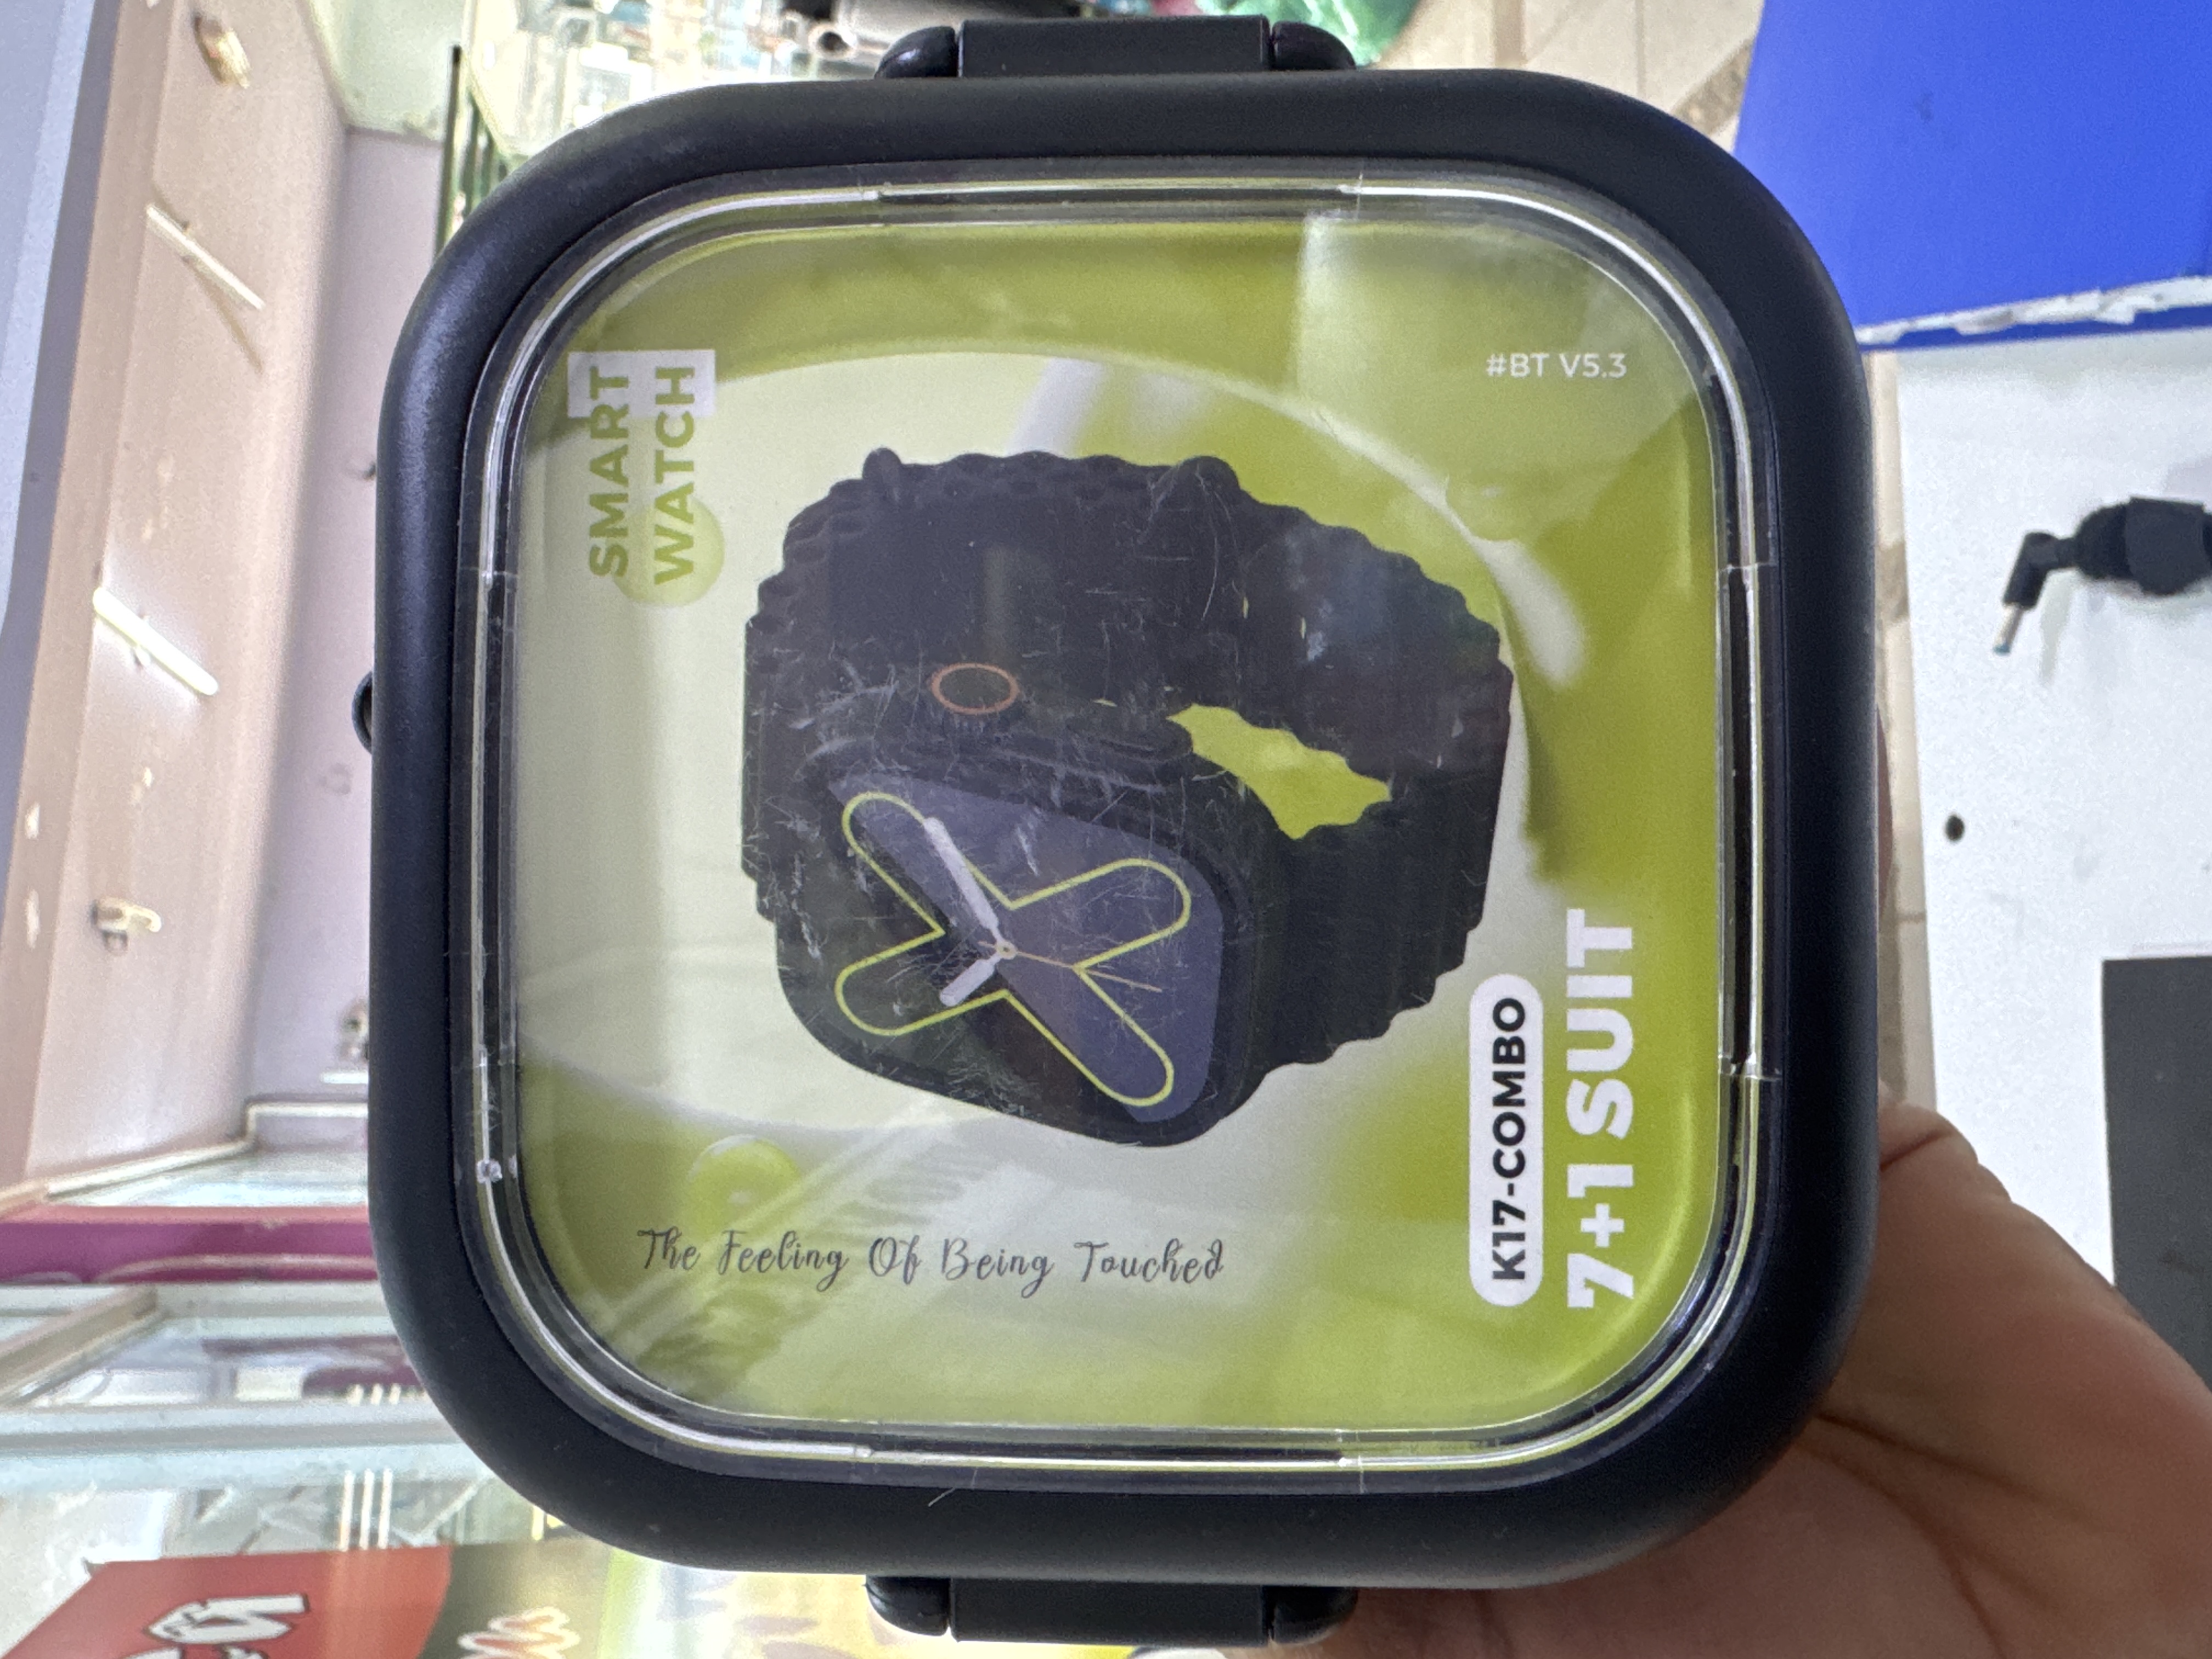 SMART
WATCH
#BT V5.3
K17-COMBO
7+1 SUIT
The Feeling Of Being Touched